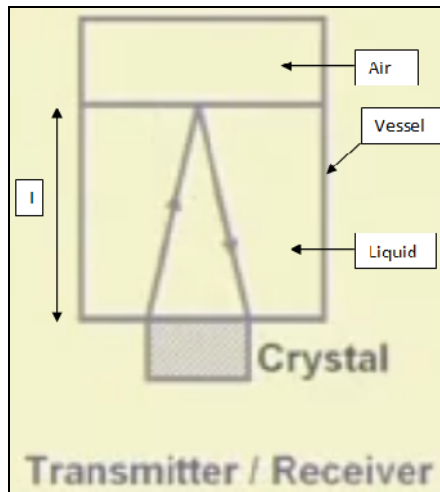 Air
Vessel
l
Liquid
Crystal
Transmitter / Receiver